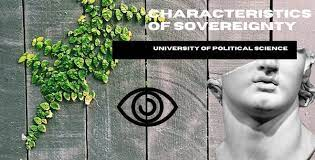 CHARACTERISTICS
OF SOVEREIGNTY
UNIVERSITY OF POLITICAL SCIENCE